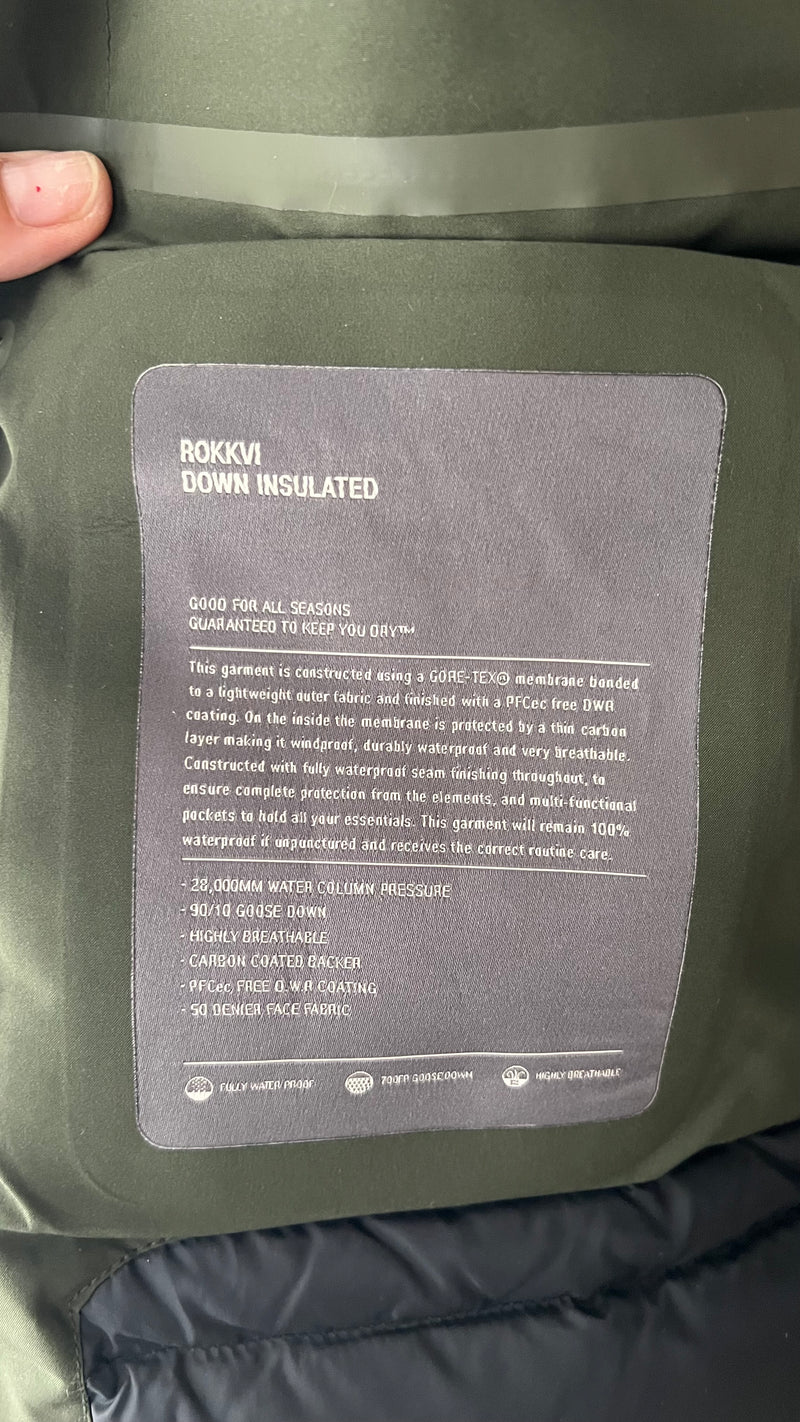 ROKKVI
DOWN INSULATED
GOOD FOR ALL SEASONS
GUARANTEED TO KEEP YOU DRY™
This garment is constructed using a GORE-TEX® membrane bonded
to a lightweight outer fabric and finished with a PFCec free DWR
coating. On the inside the membrane is protected by a thin carbon
layer making it windproof, durably waterproof and very breathable.
Constructed with fully waterproof seam finishing throughout, to
ensure complete protection from the elements, and multi-functional
pockets to hold all your essentials. This garment will remain 100%
waterproof if unpunctured and receives the correct routine care.
- 28,000MM WATER COLUMN PRESSURE
- 90/10 GOOSE DOWN
- HIGHLY BREATHABLE
- CARBON COATED BACKER
- PFCec FREE D.W.R COATING
- 50 DENIER FACE FABRIC
FULLY WATER/PROOF 700FP GOOSEDOWN HIGHLY BREATHABLE